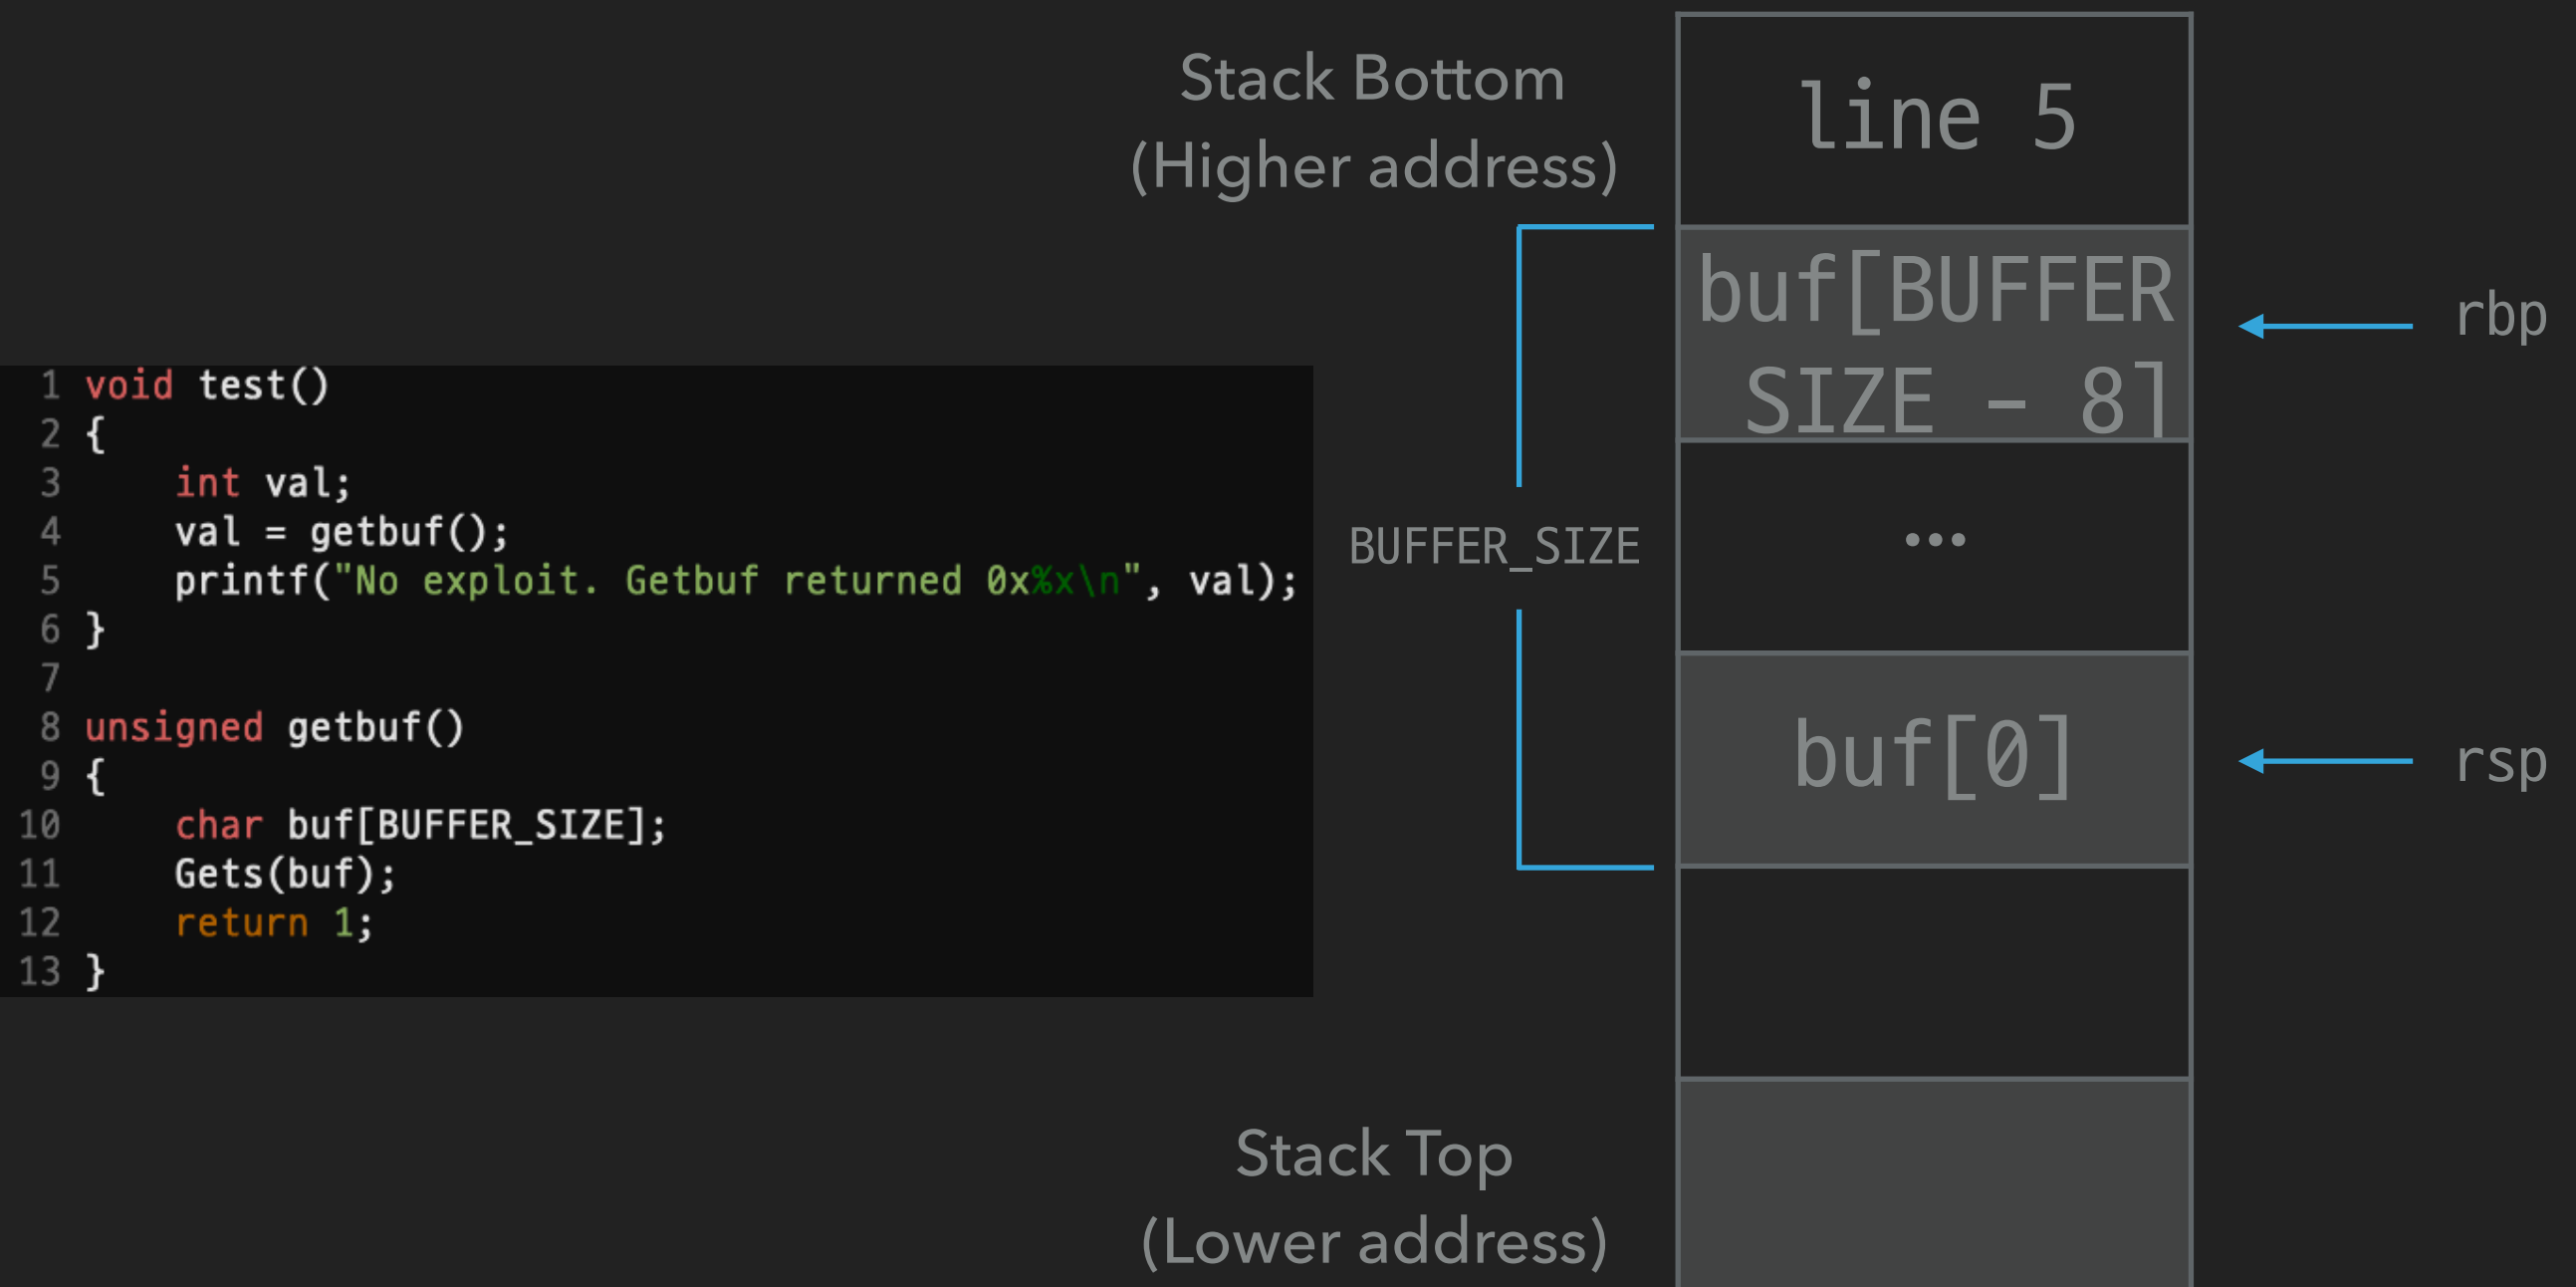 Stack Bottom
(Higher address)
line 5
buf[BUFFER
SIZE - 8]
rbp
1 void test()
2 {
3     int val;
4     val = getbuf();
5     printf("No exploit. Getbuf returned 0x%x\n", val);
6 }
7
8 unsigned getbuf()
9 {
10     char buf[BUFFER_SIZE];
11     Gets(buf);
12     return 1;
13 }
BUFFER_SIZE
...
buf[0]
rsp
Stack Top
(Lower address)